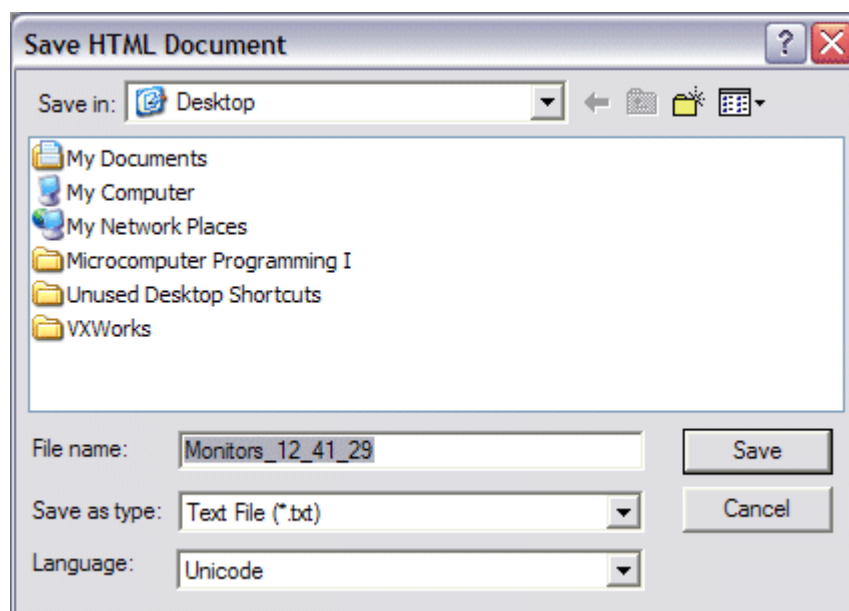 Save HTML Document
?
Save in: Desktop
My Documents
My Computer
My Network Places
Microcomputer Programming I
Unused Desktop Shortcuts
VXWorks
File name: Monitors_12_41_29 Save
Save as type: Text File (*.txt) Cancel
Language: Unicode